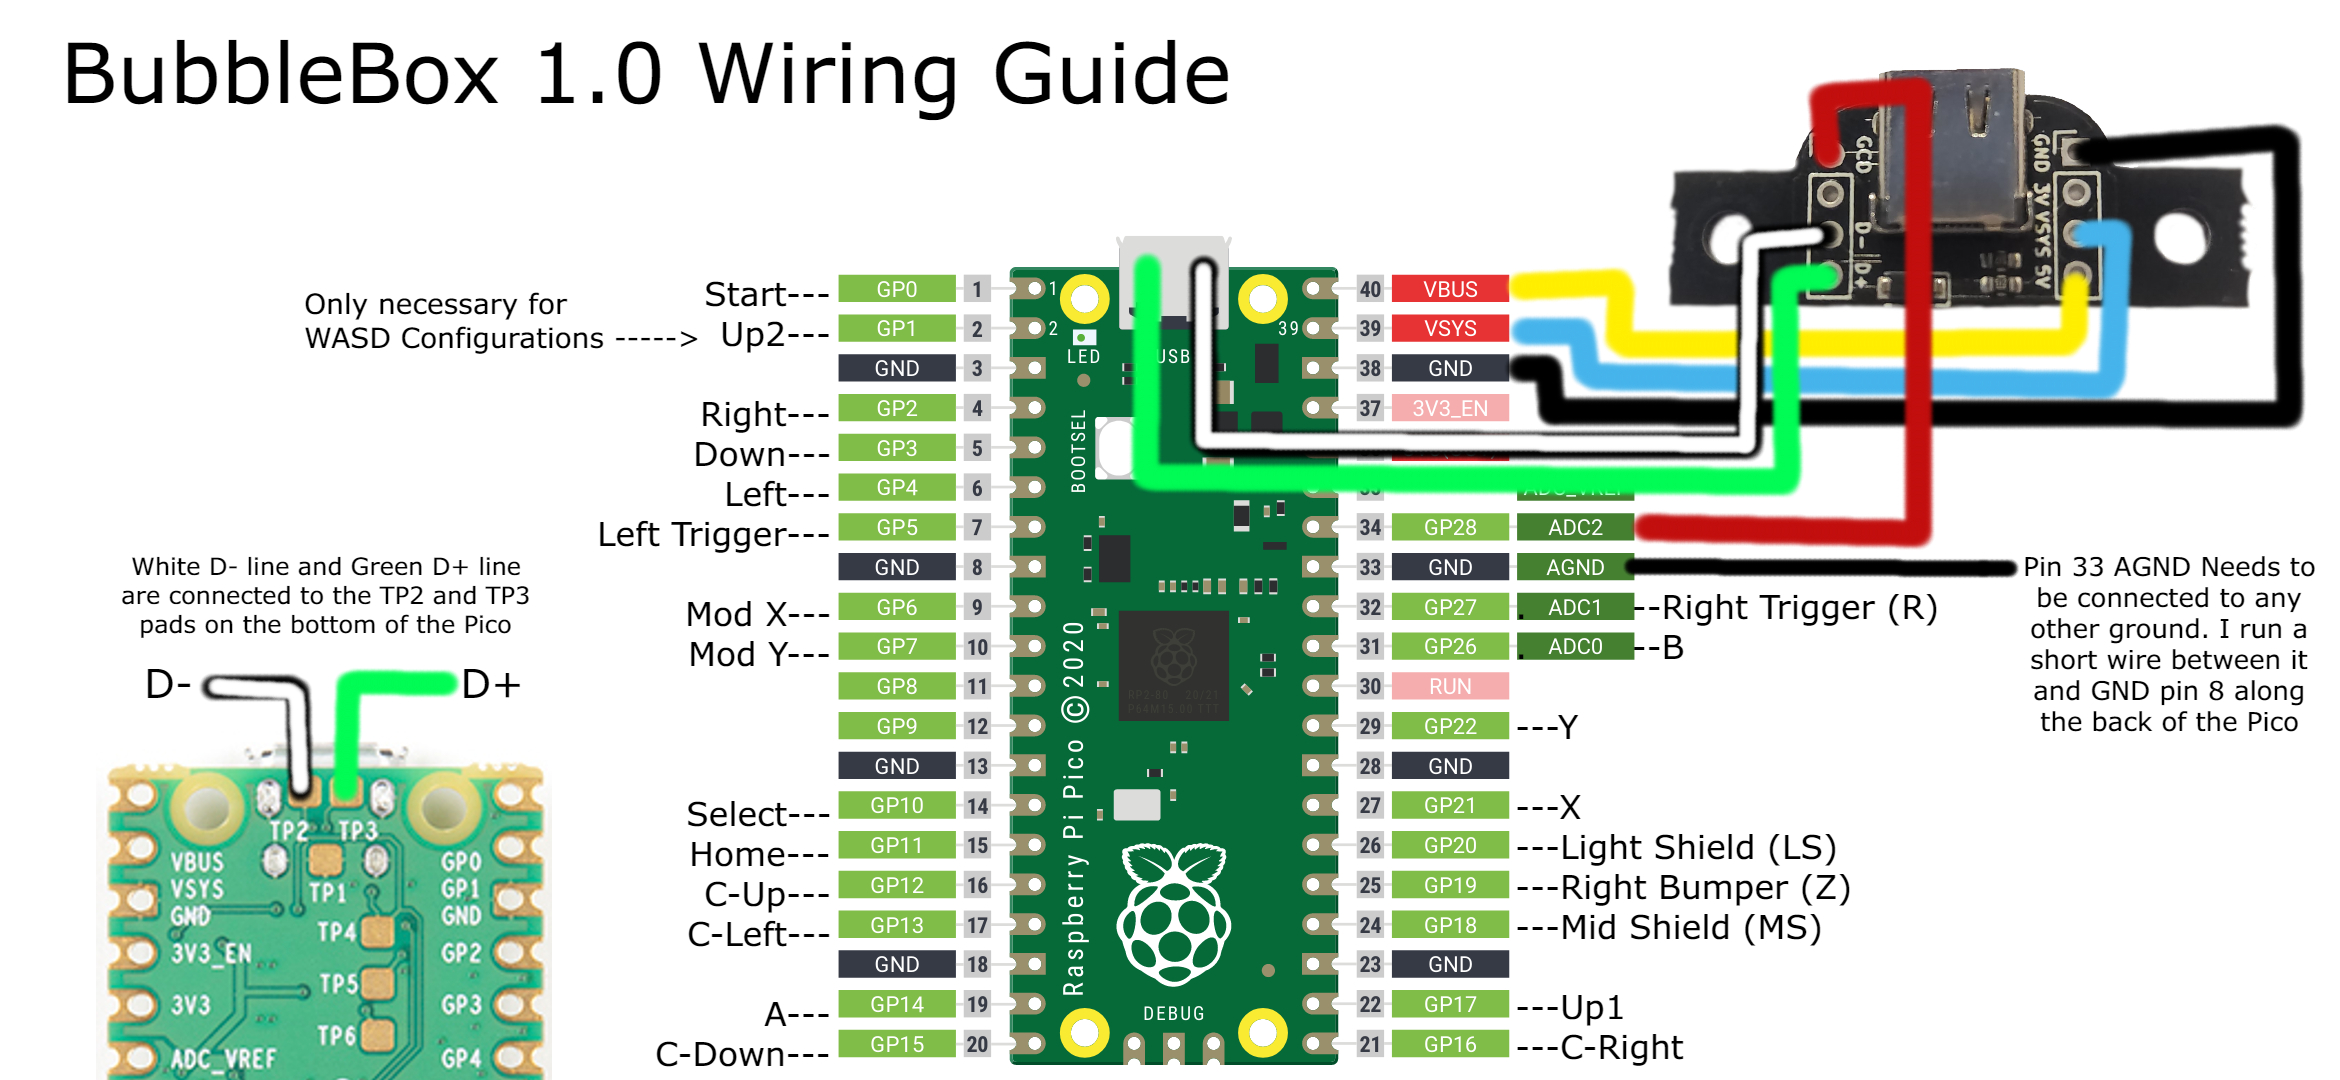 BubbleBox 1.0 Wiring Guide
GCD
D-
D+
GND 3V VSYS 5V
Only necessary for
WASD Configurations ----->
Start--- GP0 1
Up2--- GP1 2
GND 3
Right--- GP2 4
Down--- GP3 5
Left--- GP4 6
Left Trigger--- GP5 7
GND 8
Mod X--- GP6 9
Mod Y--- GP7 10
GP8 11
GP9 12
GND 13
Select--- GP10 14
Home--- GP11 15
C-Up--- GP12 16
C-Left--- GP13 17
GND 18
A--- GP14 19
C-Down--- GP15 20
1
2
39
LED
USB
BOOTSEL
Raspberry Pi Pico ©2020
DEBUG
40 VBUS
39 VSYS
38 GND
37 3V3_EN
35 ADC_VREF
34 GP28 ADC2
33 GND AGND
32 GP27 ADC1 --Right Trigger (R)
31 GP26 ADC0 --B
30 RUN
29 GP22 ---Y
28 GND
27 GP21 ---X
26 GP20 ---Light Shield (LS)
25 GP19 ---Right Bumper (Z)
24 GP18 ---Mid Shield (MS)
23 GND
22 GP17 ---Up1
21 GP16 ---C-Right
Pin 33 AGND Needs to
be connected to any
other ground. I run a
short wire between it
and GND pin 8 along
the back of the Pico
White D- line and Green D+ line
are connected to the TP2 and TP3
pads on the bottom of the Pico
D- D+
TP2 TP3
VBUS GP0
VSYS TP1 GP1
GND GND
TP4
3V3_EN GP2
TP5
3V3 GP3
TP6
ADC_VREF GP4